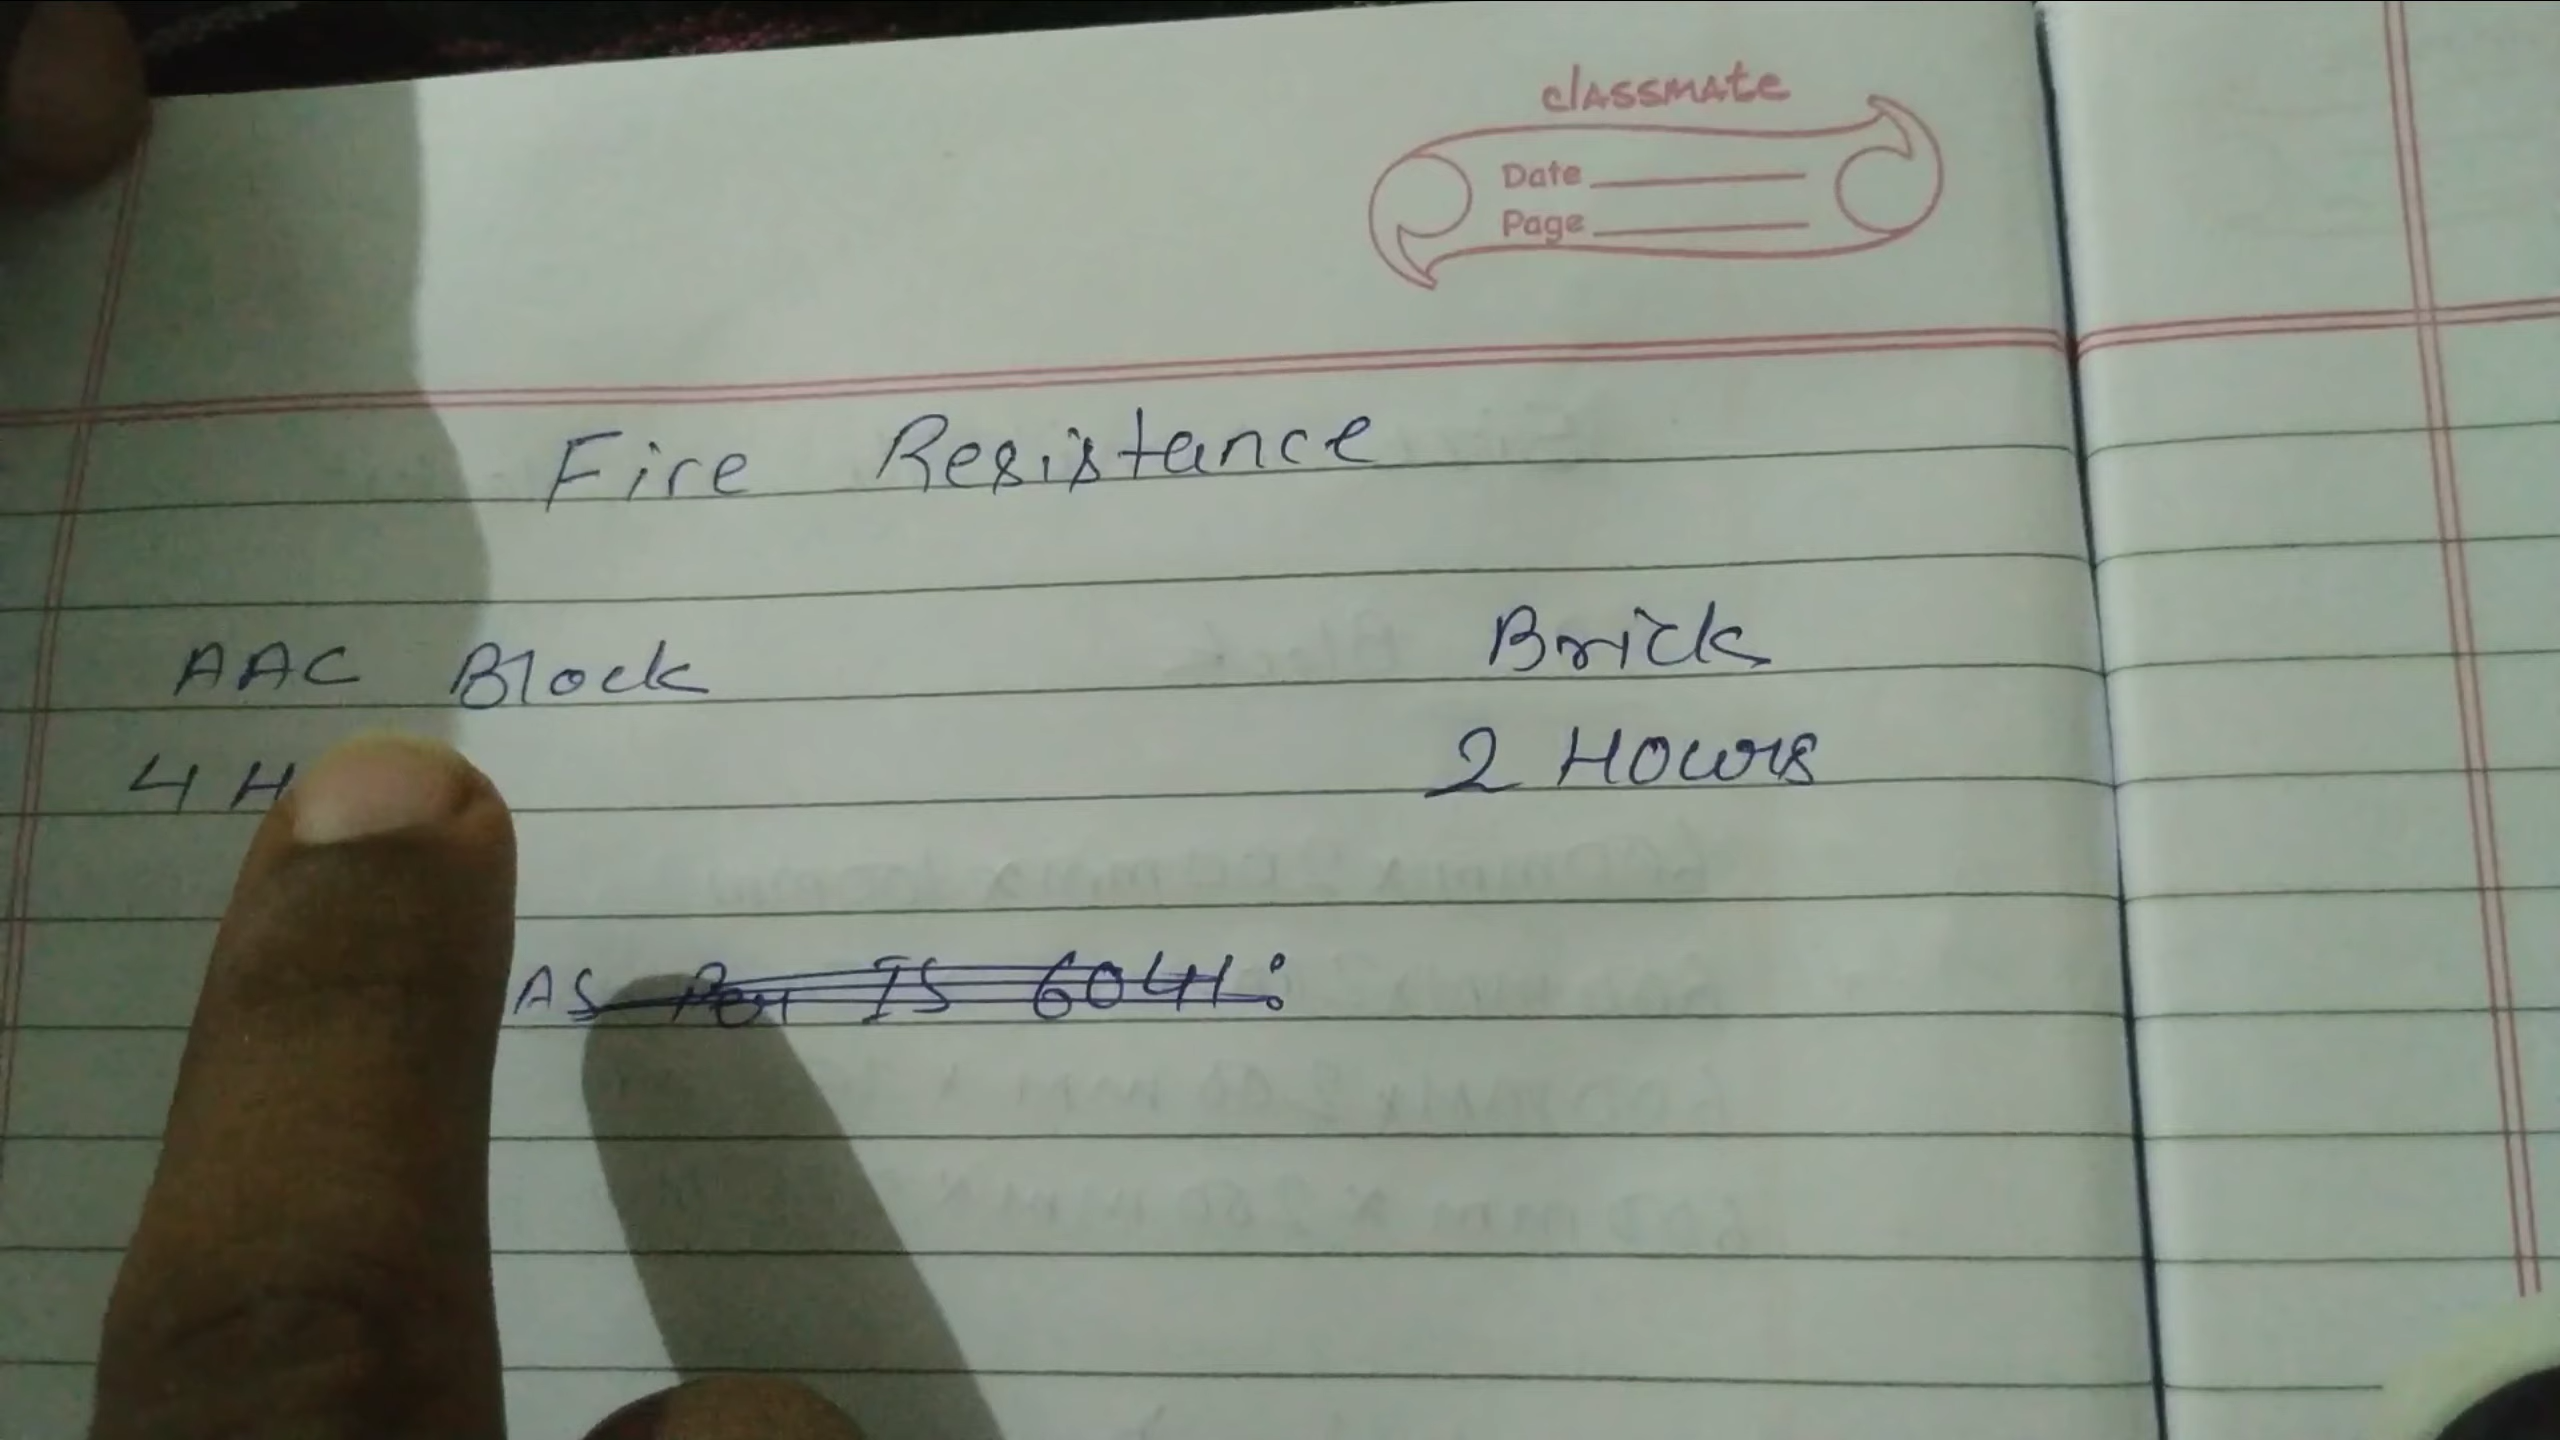 classmate
Date
Page
Fire Resistance
AAC Block Brick
4 H 2 Hours
As Per IS 6041: